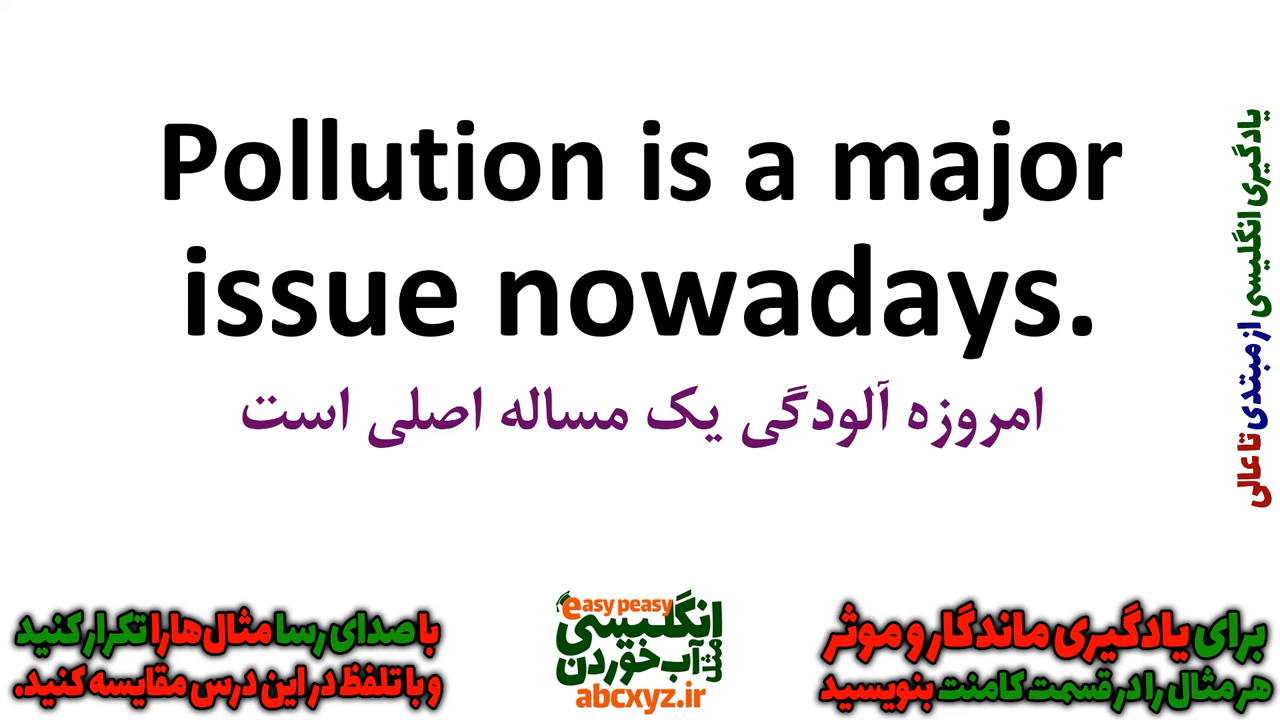 Pollution is a major
issue nowadays.
امروزه آلودگی یک مساله اصلی است
یادگیری انگلیسی از مبتدی تا عالی
با صدای رسا مثال‌ها را تکرار کنید
و با تلفظ در این درس مقایسه کنید.
easy peasy
انگلیسی
مثل
آب خوردن
abcxyz.ir
برای یادگیری ماندگار و موثر
هر مثال را در قسمت کامنت بنویسید